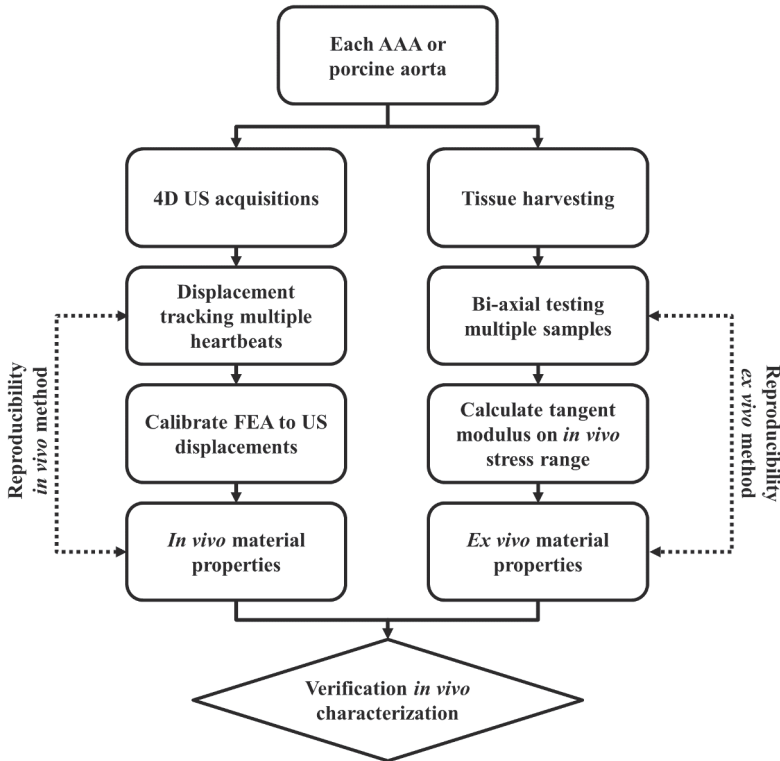 Each AAA or
porcine aorta
4D US acquisitions
Tissue harvesting
Displacement
tracking multiple
heartbeats
Bi-axial testing
multiple samples
Reproducibility
in vivo method
Reproducibility
ex vivo method
Calibrate FEA to US
displacements
Calculate tangent
modulus on in vivo
stress range
In vivo material
properties
Ex vivo material
properties
Verification in vivo
characterization